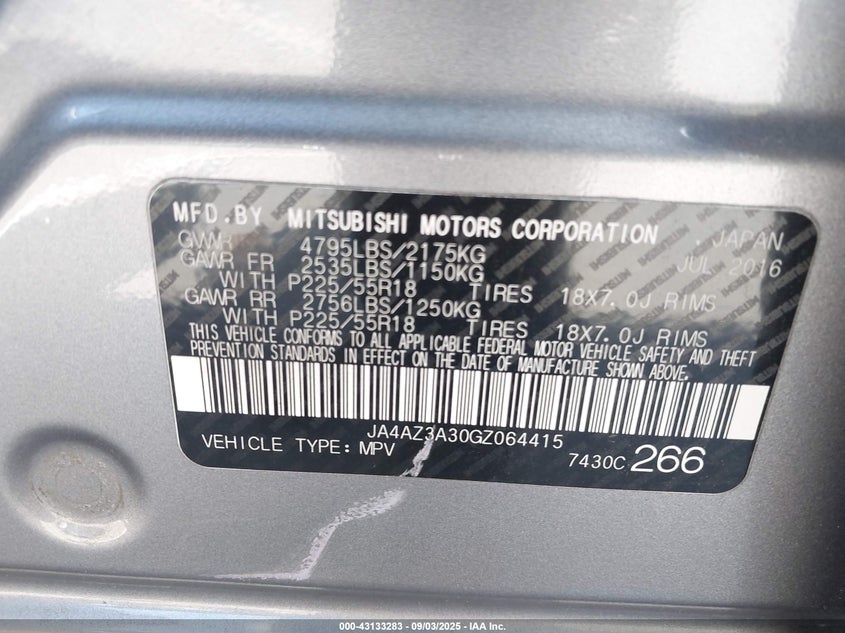 MFD.BY MITSUBISHI MOTORS CORPORATION JAPAN
GVWR 4795LBS/2175KG JUL 2016
GAWR FR 2535LBS/1150KG
WITH P225/55R18 TIRES 18X7.0J RIMS
GAWR RR 2756LBS/1250KG
WITH P225/55R18 TIRES 18X7.0J RIMS
THIS VEHICLE CONFORMS TO ALL APPLICABLE FEDERAL MOTOR VEHICLE SAFETY AND THEFT
PREVENTION STANDARDS IN EFFECT ON THE DATE OF MANUFACTURE SHOWN ABOVE.
JA4AZ3A30GZ064415
VEHICLE TYPE: MPV 7430C 266
000-43133283 - 09/03/2025 - IAA Inc.